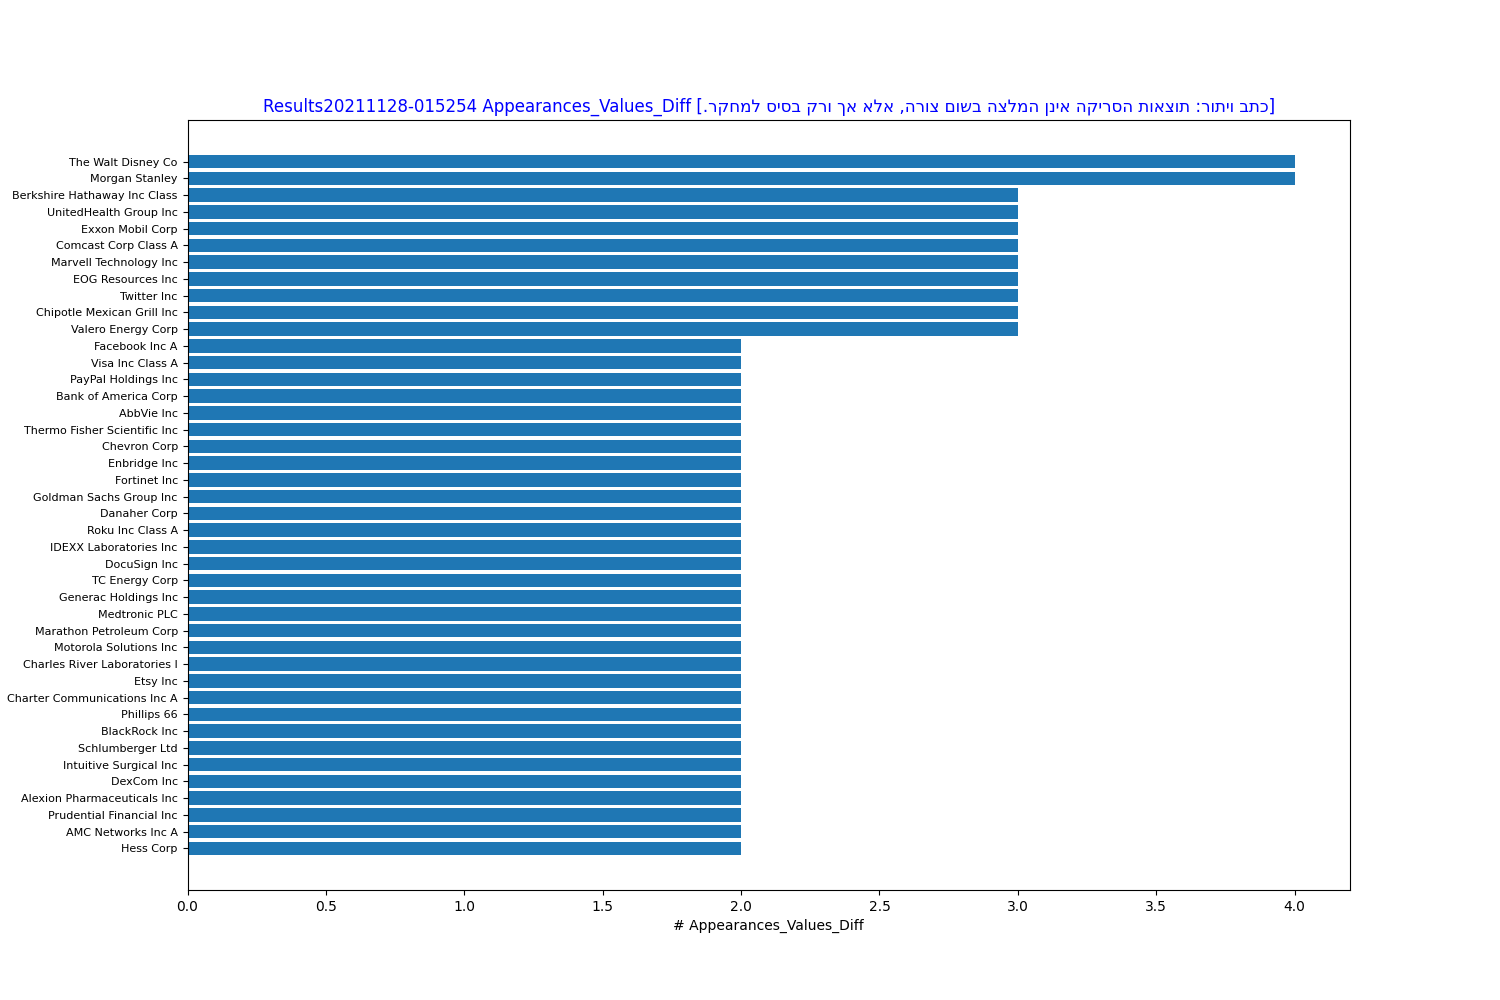 Results20211128-015254 Appearances_Values_Diff [כתב ויתור: תוצאות הסריקה אינן המלצה בשום צורה, אלא אך ורק בסיס למחקר.]
The Walt Disney Co
Morgan Stanley
Berkshire Hathaway Inc Class
UnitedHealth Group Inc
Exxon Mobil Corp
Comcast Corp Class A
Marvell Technology Inc
EOG Resources Inc
Twitter Inc
Chipotle Mexican Grill Inc
Valero Energy Corp
Facebook Inc A
Visa Inc Class A
PayPal Holdings Inc
Bank of America Corp
AbbVie Inc
Thermo Fisher Scientific Inc
Chevron Corp
Enbridge Inc
Fortinet Inc
Goldman Sachs Group Inc
Danaher Corp
Roku Inc Class A
IDEXX Laboratories Inc
DocuSign Inc
TC Energy Corp
Generac Holdings Inc
Medtronic PLC
Marathon Petroleum Corp
Motorola Solutions Inc
Charles River Laboratories I
Etsy Inc
Charter Communications Inc A
Phillips 66
BlackRock Inc
Schlumberger Ltd
Intuitive Surgical Inc
DexCom Inc
Alexion Pharmaceuticals Inc
Prudential Financial Inc
AMC Networks Inc A
Hess Corp
0.0 0.5 1.0 1.5 2.0 2.5 3.0 3.5 4.0
# Appearances_Values_Diff